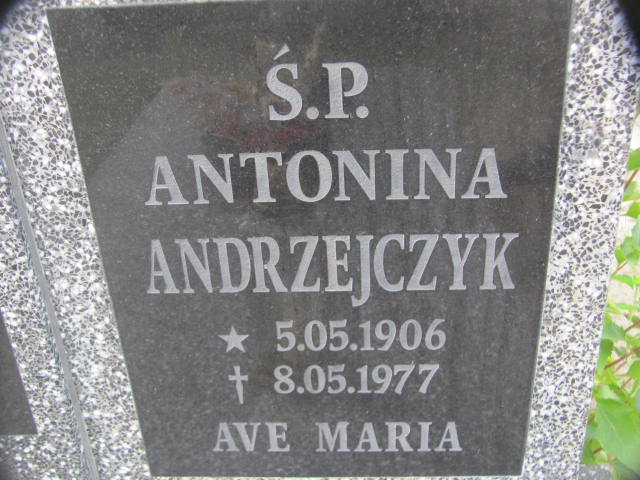 Ś.P.
ANTONINA
ANDRZEJCZYK
★ 5.05.1906
† 8.05.1977
AVE MARIA